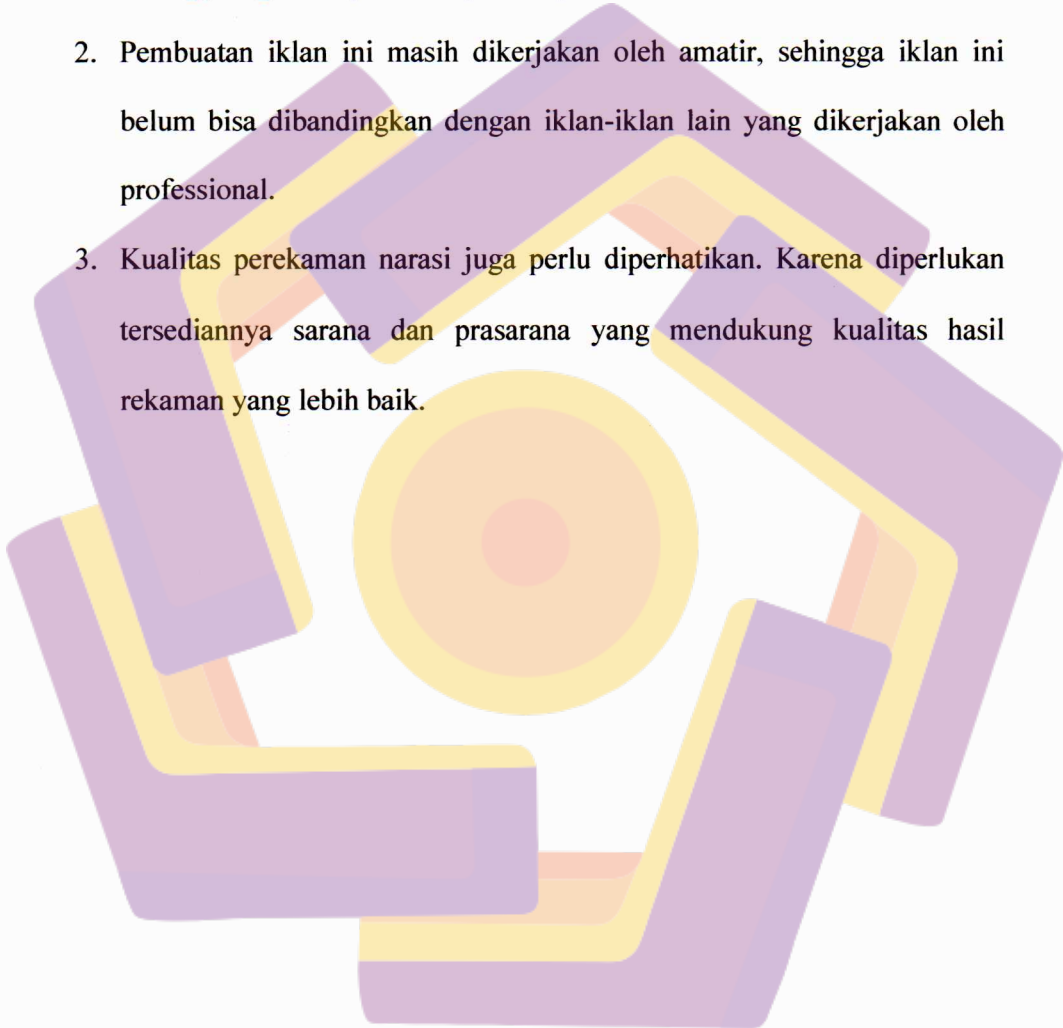 2. Pembuatan iklan ini masih dikerjakan oleh amatir, sehingga iklan ini
belum bisa dibandingkan dengan iklan-iklan lain yang dikerjakan oleh
professional.
3. Kualitas perekaman narasi juga perlu diperhatikan. Karena diperlukan
tersediannya sarana dan prasarana yang mendukung kualitas hasil
rekaman yang lebih baik.